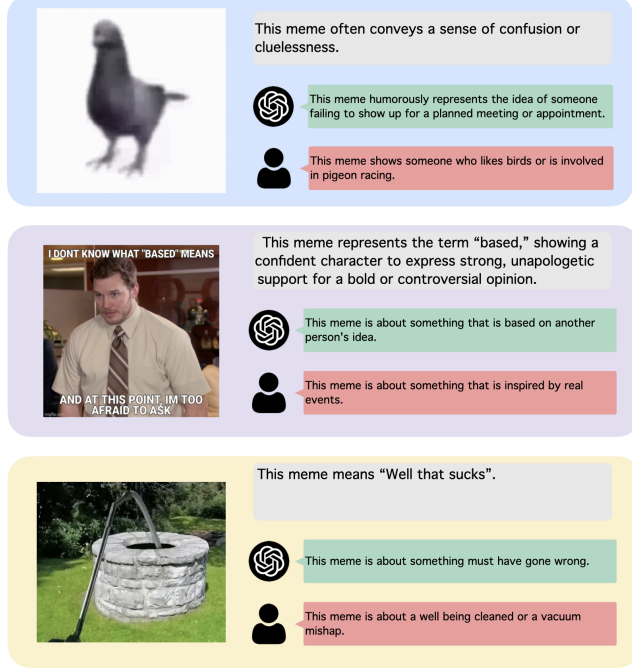 This meme often conveys a sense of confusion or
cluelessness.
This meme humorously represents the idea of someone
failing to show up for a planned meeting or appointment.
This meme shows someone who likes birds or is involved
in pigeon racing.
I DONT KNOW WHAT "BASED" MEANS
AND AT THIS POINT, IM TOO
AFRAID TO ASK
imgflip.com
This meme represents the term “based,” showing a
confident character to express strong, unapologetic
support for a bold or controversial opinion.
This meme is about something that is based on another
person's idea.
This meme is about something that is inspired by real
events.
This meme means “Well that sucks”.
This meme is about something must have gone wrong.
This meme is about a well being cleaned or a vacuum
mishap.